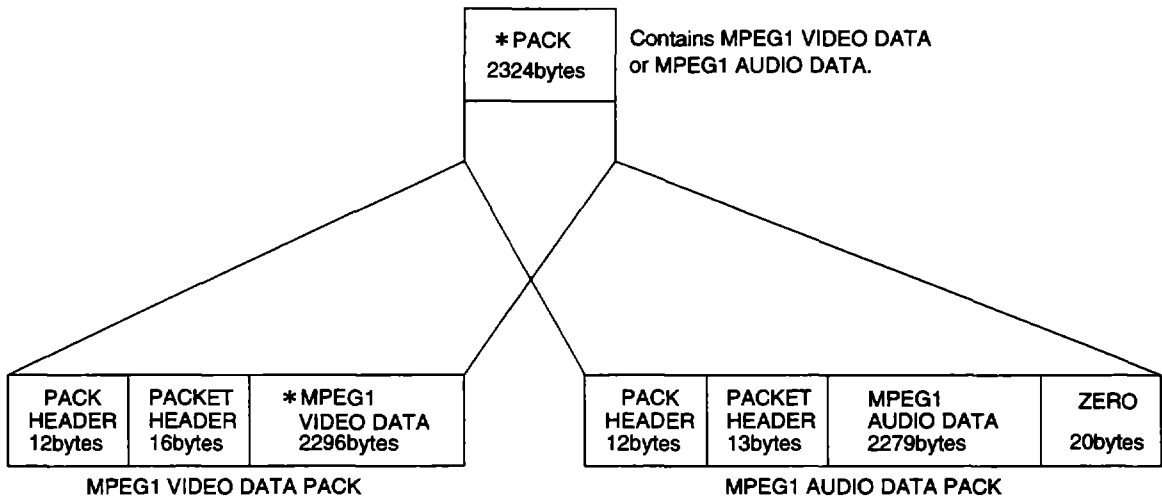 *PACK
2324bytes
Contains MPEG1 VIDEO DATA
or MPEG1 AUDIO DATA.
PACK
HEADER
12bytes
PACKET
HEADER
16bytes
*MPEG1
VIDEO DATA
2296bytes
MPEG1 VIDEO DATA PACK
PACK
HEADER
12bytes
PACKET
HEADER
13bytes
MPEG1
AUDIO DATA
2279bytes
ZERO
20bytes
MPEG1 AUDIO DATA PACK